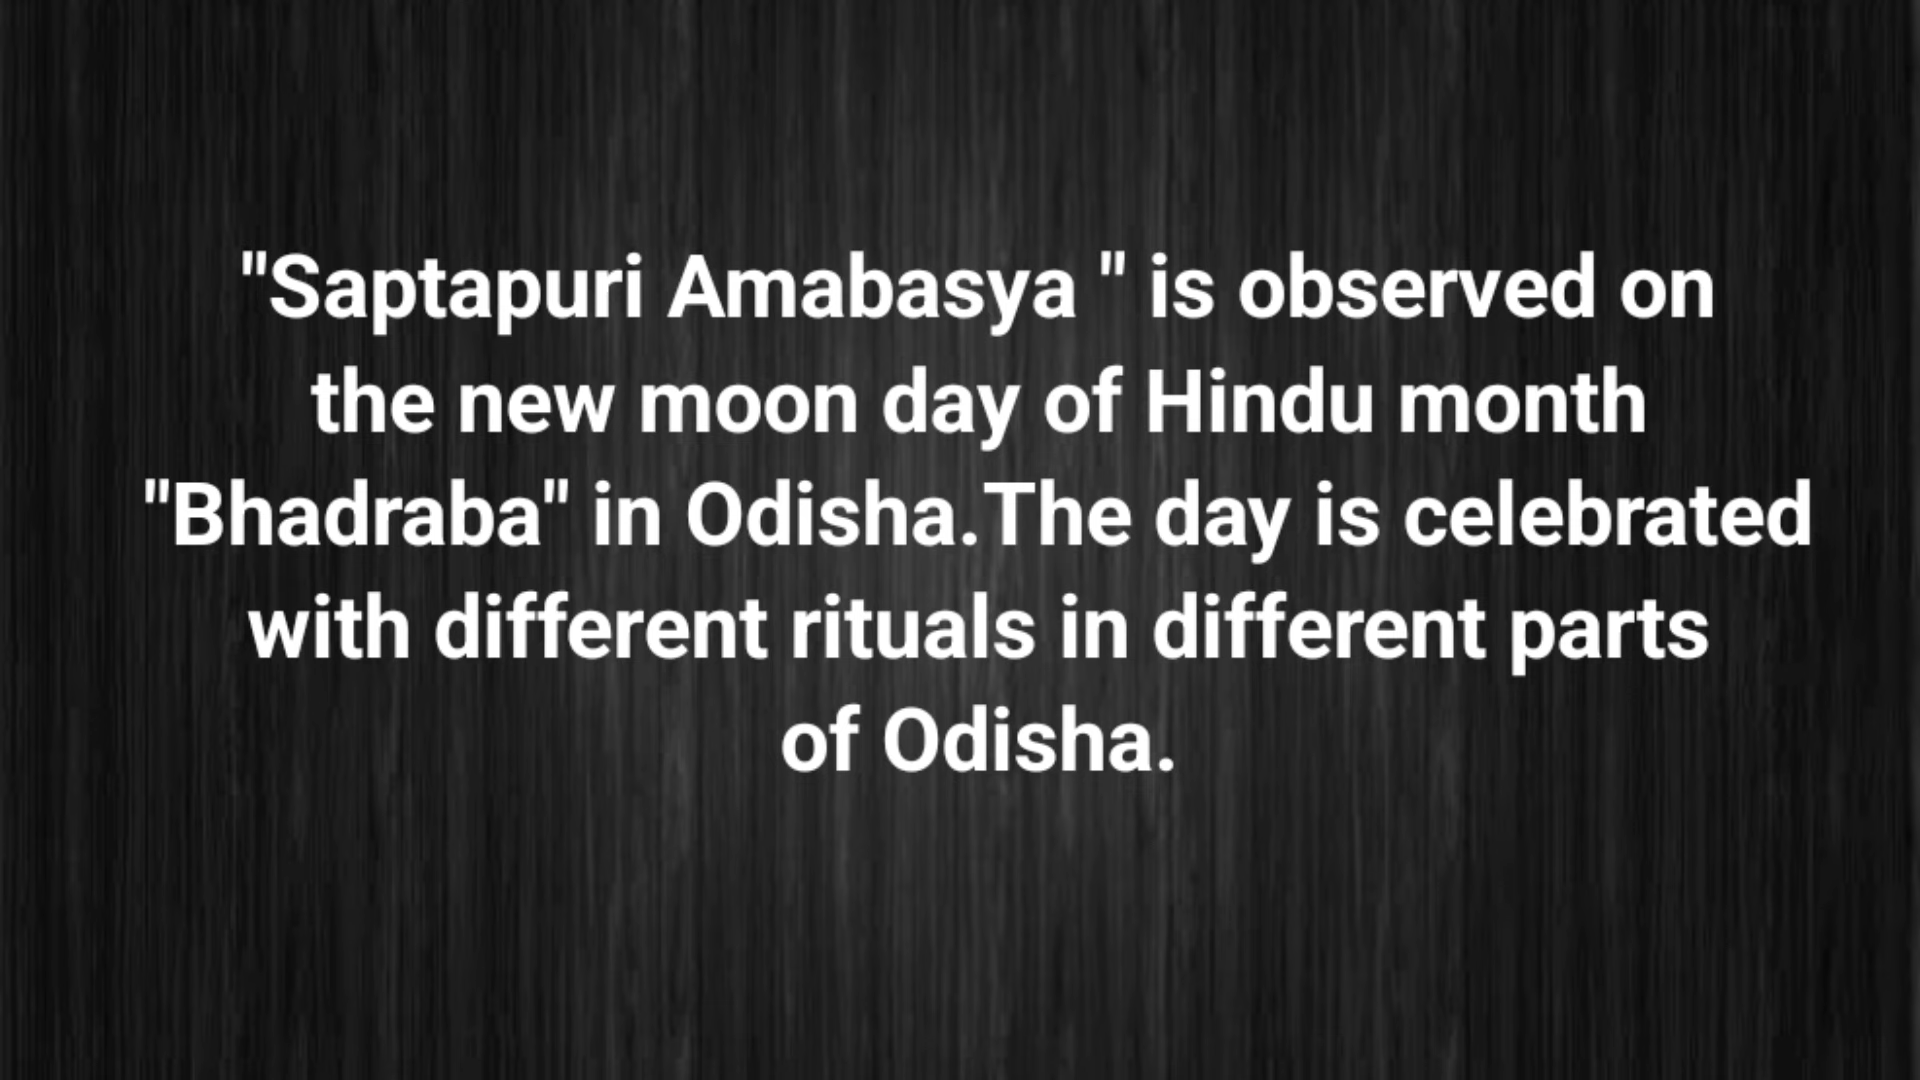 "Saptapuri Amabasya " is observed on
the new moon day of Hindu month
"Bhadraba" in Odisha.The day is celebrated
with different rituals in different parts
of Odisha.